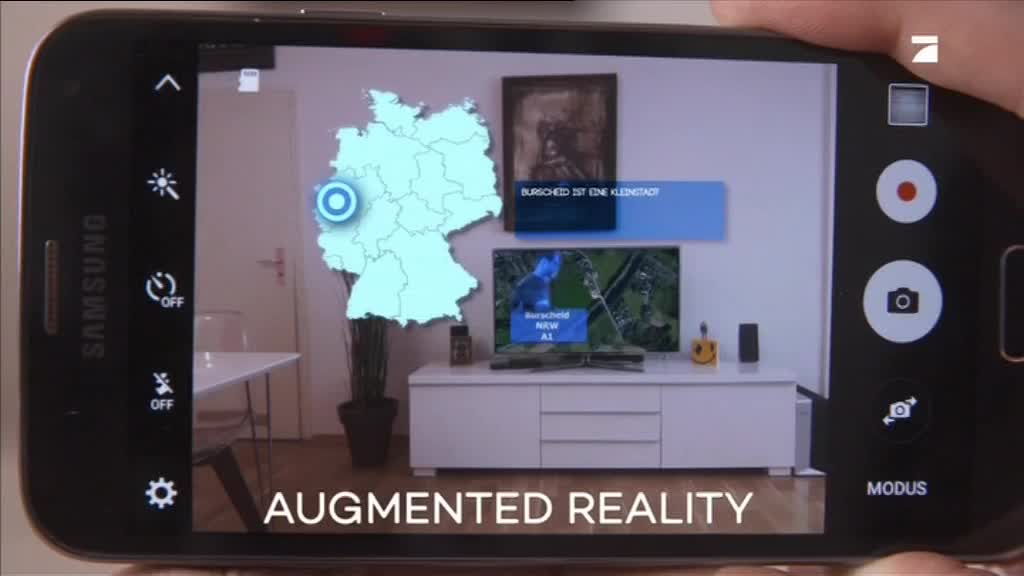 SAMSUNG
OFF
OFF
BURSCHEID IST EINE KLEINSTADT
Burscheid
NRW
A1
MODUS
AUGMENTED REALITY